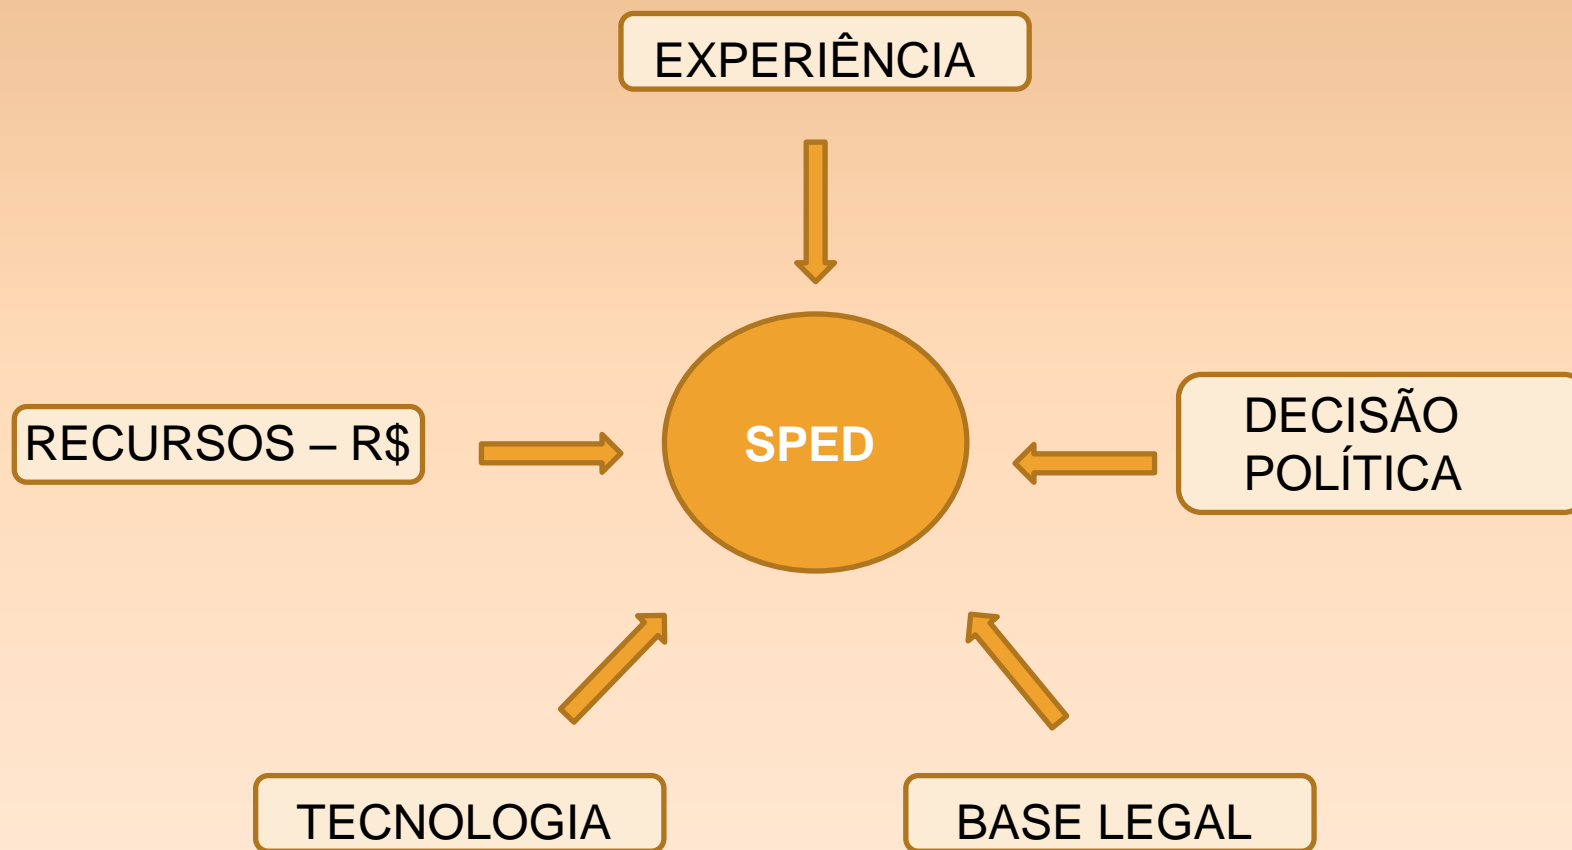 EXPERIÊNCIA
RECURSOS – R$
SPED
DECISÃO
POLÍTICA
TECNOLOGIA
BASE LEGAL